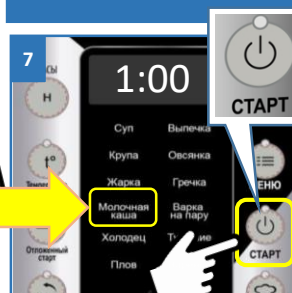 7
СТАРТ
1:00
Н
Суп
Выпечка
t°
Крупа
Овсянка
Жарка
Гречка
Молочная
каша
Варка
на пару
Отложенный
старт
Холодец
СТАРТ
Плов